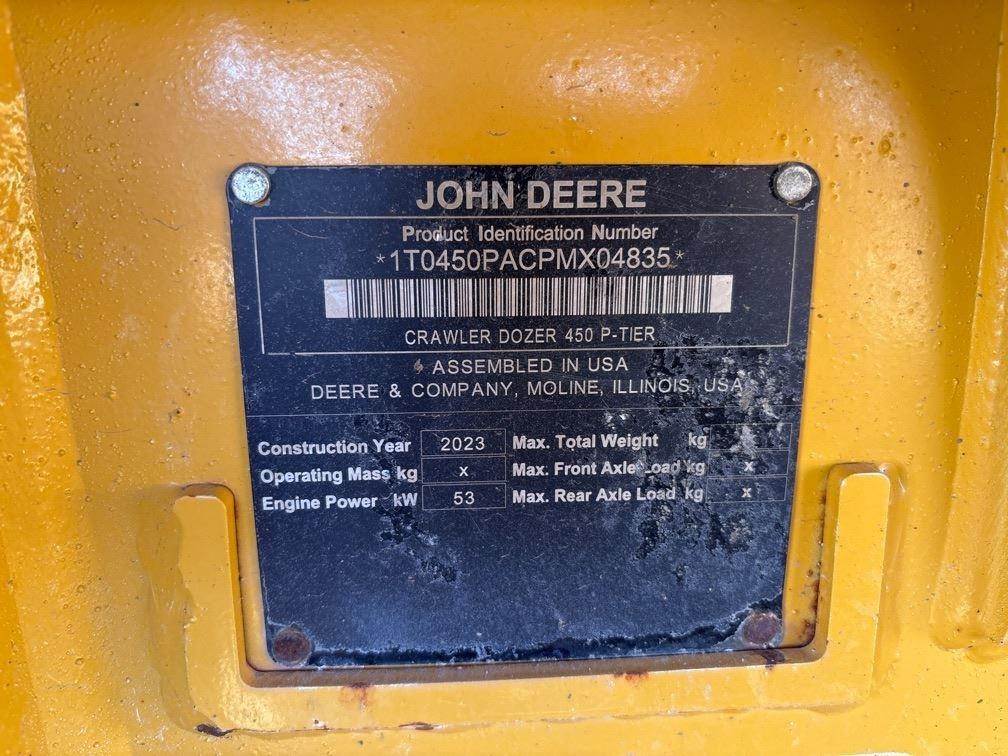 JOHN DEERE
Product Identification Number
*1T0450PACPMX04835*
CRAWLER DOZER 450 P-TIER
ASSEMBLED IN USA
DEERE & COMPANY, MOLINE, ILLINOIS, USA
Construction Year 2023 Max. Total Weight kg
Operating Mass kg x Max. Front Axle Load kg x
Engine Power kW 53 Max. Rear Axle Load kg x